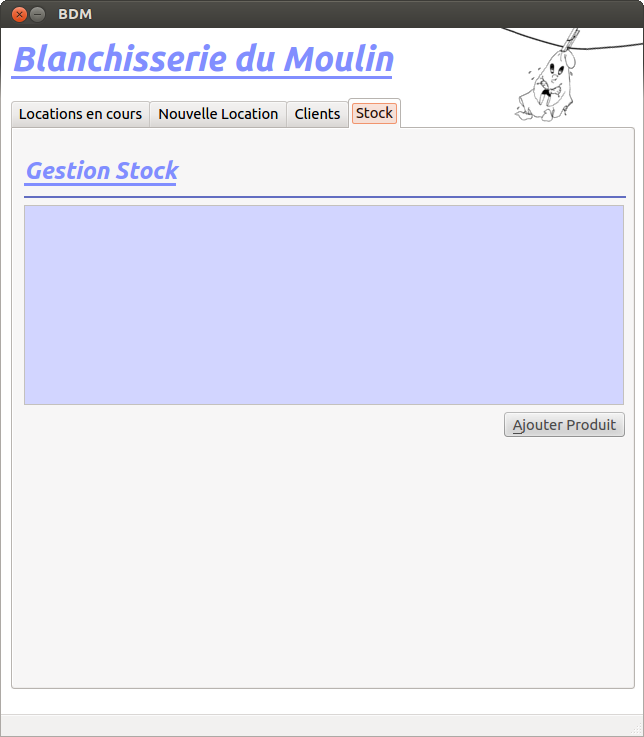 BDM
Blanchisserie du Moulin
Locations en cours Nouvelle Location Clients Stock
Gestion Stock
Ajouter Produit